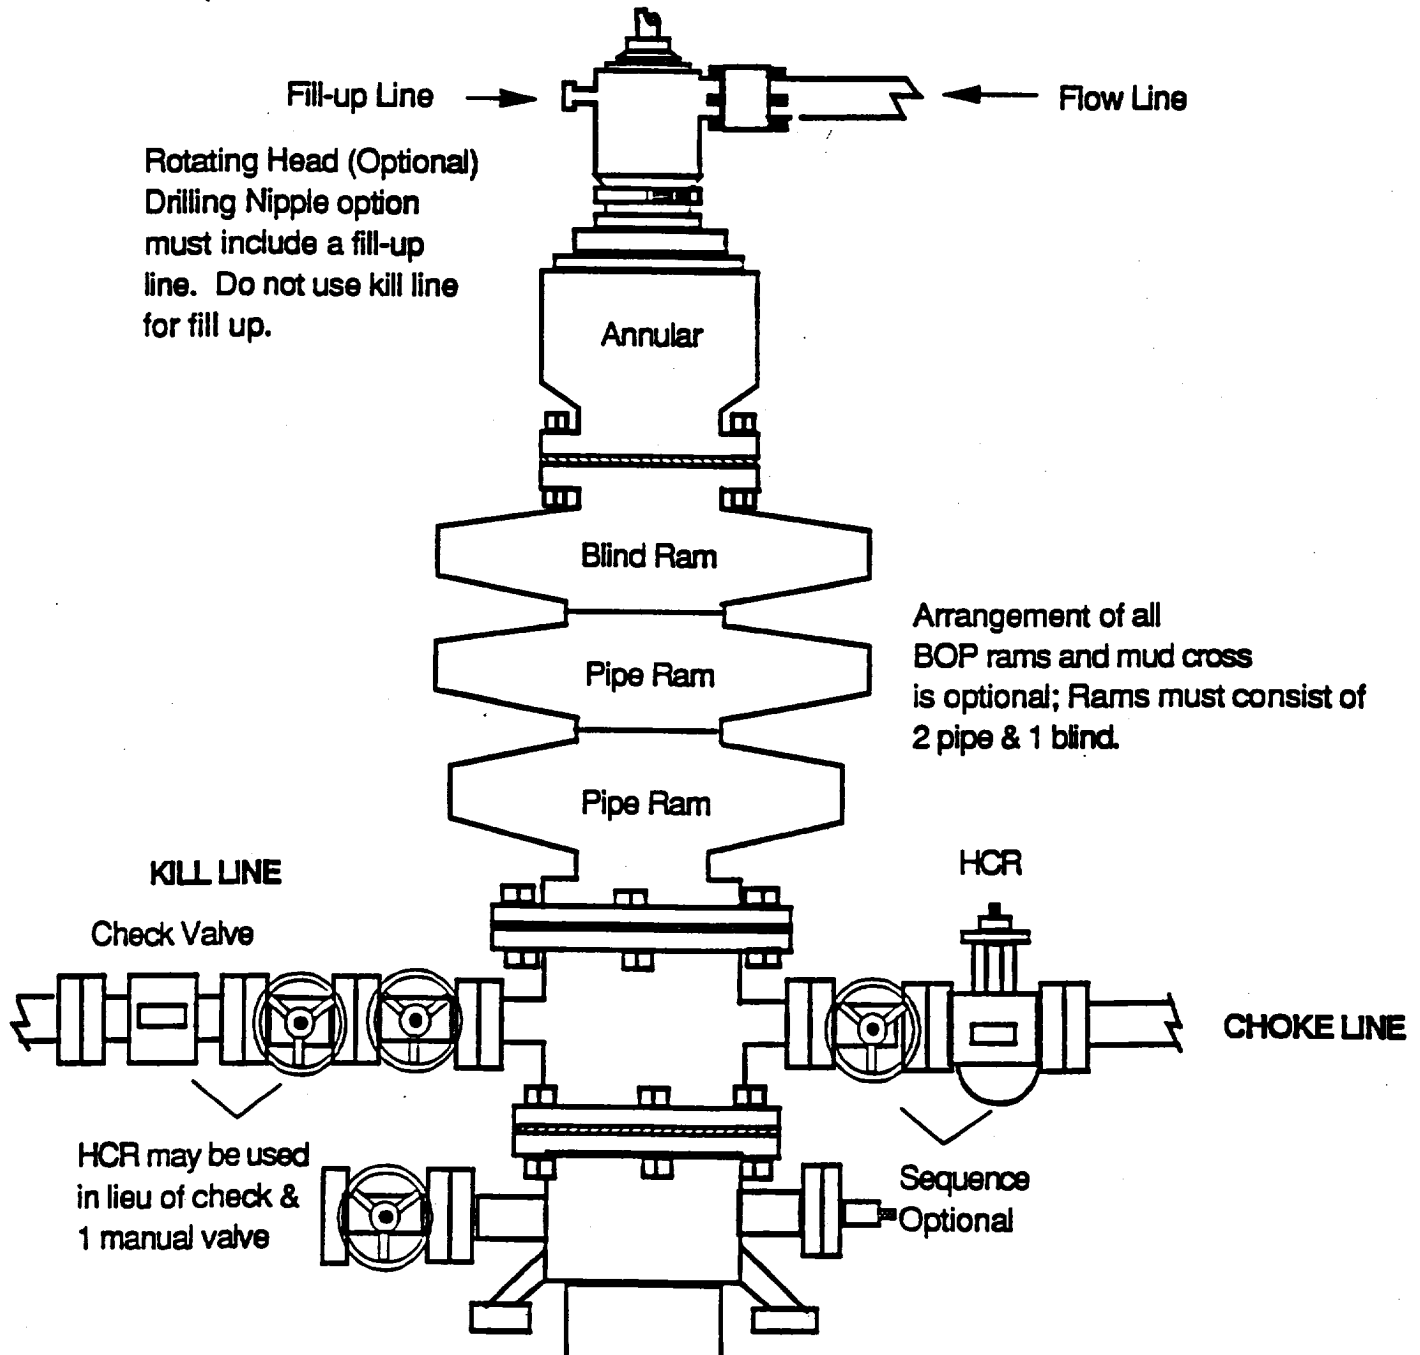 Fill-up Line
Flow Line
Rotating Head (Optional)
Drilling Nipple option
must include a fill-up
line. Do not use kill line
for fill up.
Annular
Blind Ram
Arrangement of all
BOP rams and mud cross
is optional; Rams must consist of
2 pipe & 1 blind.
Pipe Ram
Pipe Ram
KILL LINE
HCR
Check Valve
CHOKE LINE
HCR may be used
in lieu of check &
1 manual valve
Sequence
Optional